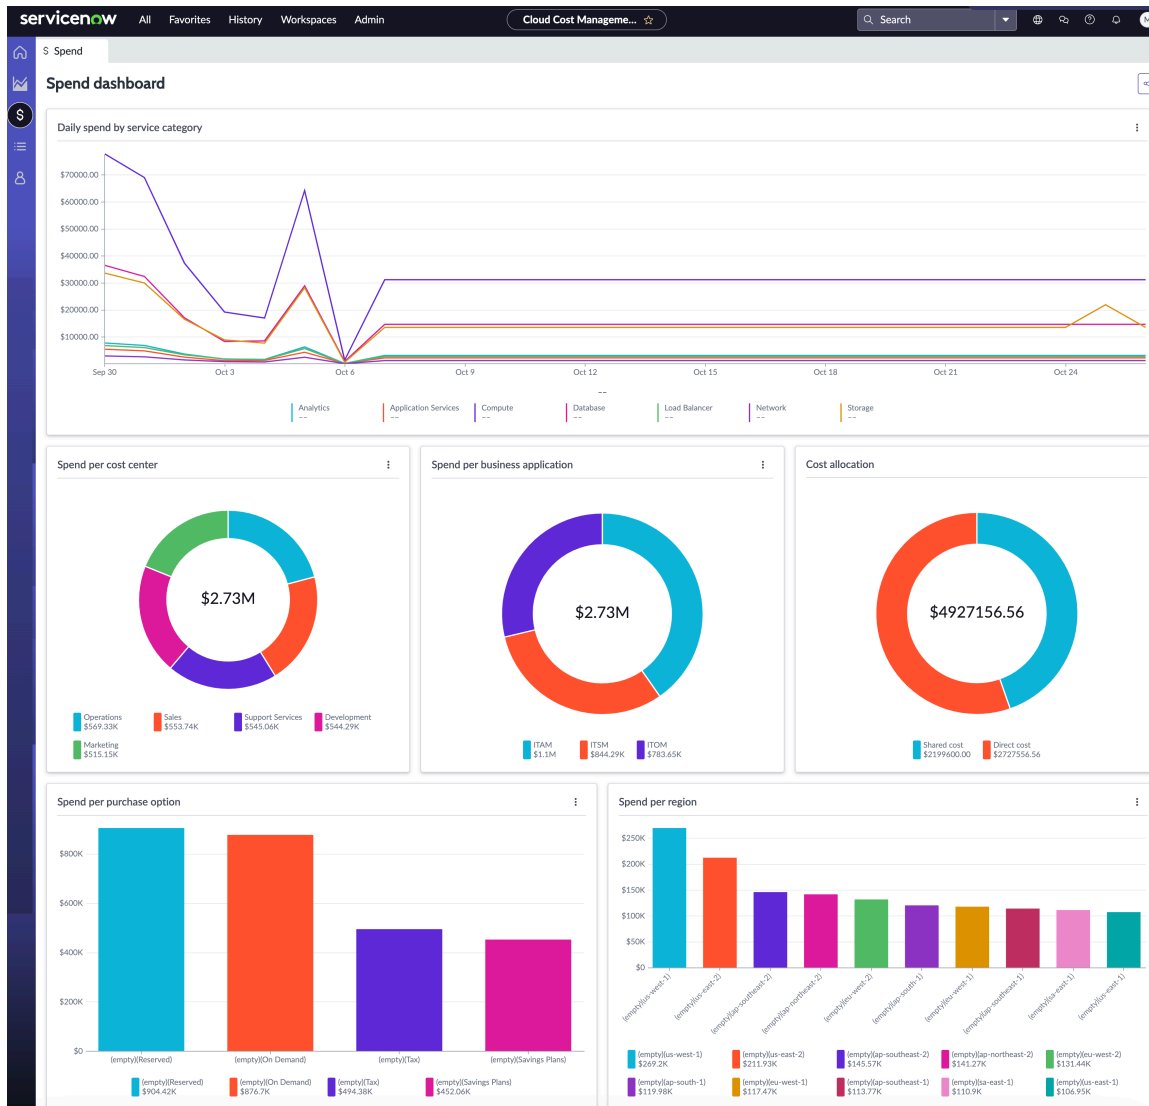 servicenow All Favorites History Workspaces Admin Cloud Cost Manageme... Search
$ Spend
$
Spend dashboard
Daily spend by service category
$70000.00
$60000.00
$50000.00
$40000.00
$30000.00
$20000.00
$10000.00
Sep 30 Oct 3 Oct 6 Oct 9 Oct 12 Oct 15 Oct 18 Oct 21 Oct 24
--
Analytics Application Services Compute Database Load Balancer Network Storage
-- -- -- -- -- -- --
Spend per cost center
$2.73M
Operations Sales Support Services Development
$569.33K $553.74K $545.06K $544.29K
Marketing
$515.15K
Spend per business application
$2.73M
ITAM ITSM ITOM
$1.1M $844.29K $783.65K
Cost allocation
$4927156.56
Shared cost Direct cost
$2199600.00 $2727556.56
Spend per purchase option
$800K
$600K
$400K
$200K
$0
(empty)(Reserved) (empty)(On Demand) (empty)(Tax) (empty)(Savings Plans)
(empty)(Reserved) (empty)(On Demand) (empty)(Tax) (empty)(Savings Plans)
$904.42K $876.7K $494.38K $452.06K
Spend per region
$250K
$200K
$150K
$100K
$50K
$0
(empty)(us-west-1) (empty)(us-east-2) (empty)(ap-southeast-2) (empty)(ap-northeast-2) (empty)(eu-west-2) (empty)(ap-south-1) (empty)(eu-west-1) (empty)(ap-southeast-1) (empty)(sa-east-1) (empty)(us-east-1)
(empty)(us-west-1) (empty)(us-east-2) (empty)(ap-southeast-2) (empty)(ap-northeast-2) (empty)(eu-west-2)
$269.2K $211.93K $145.57K $141.27K $131.44K
(empty)(ap-south-1) (empty)(eu-west-1) (empty)(ap-southeast-1) (empty)(sa-east-1) (empty)(us-east-1)
$119.98K $117.47K $113.77K $110.9K $106.95K